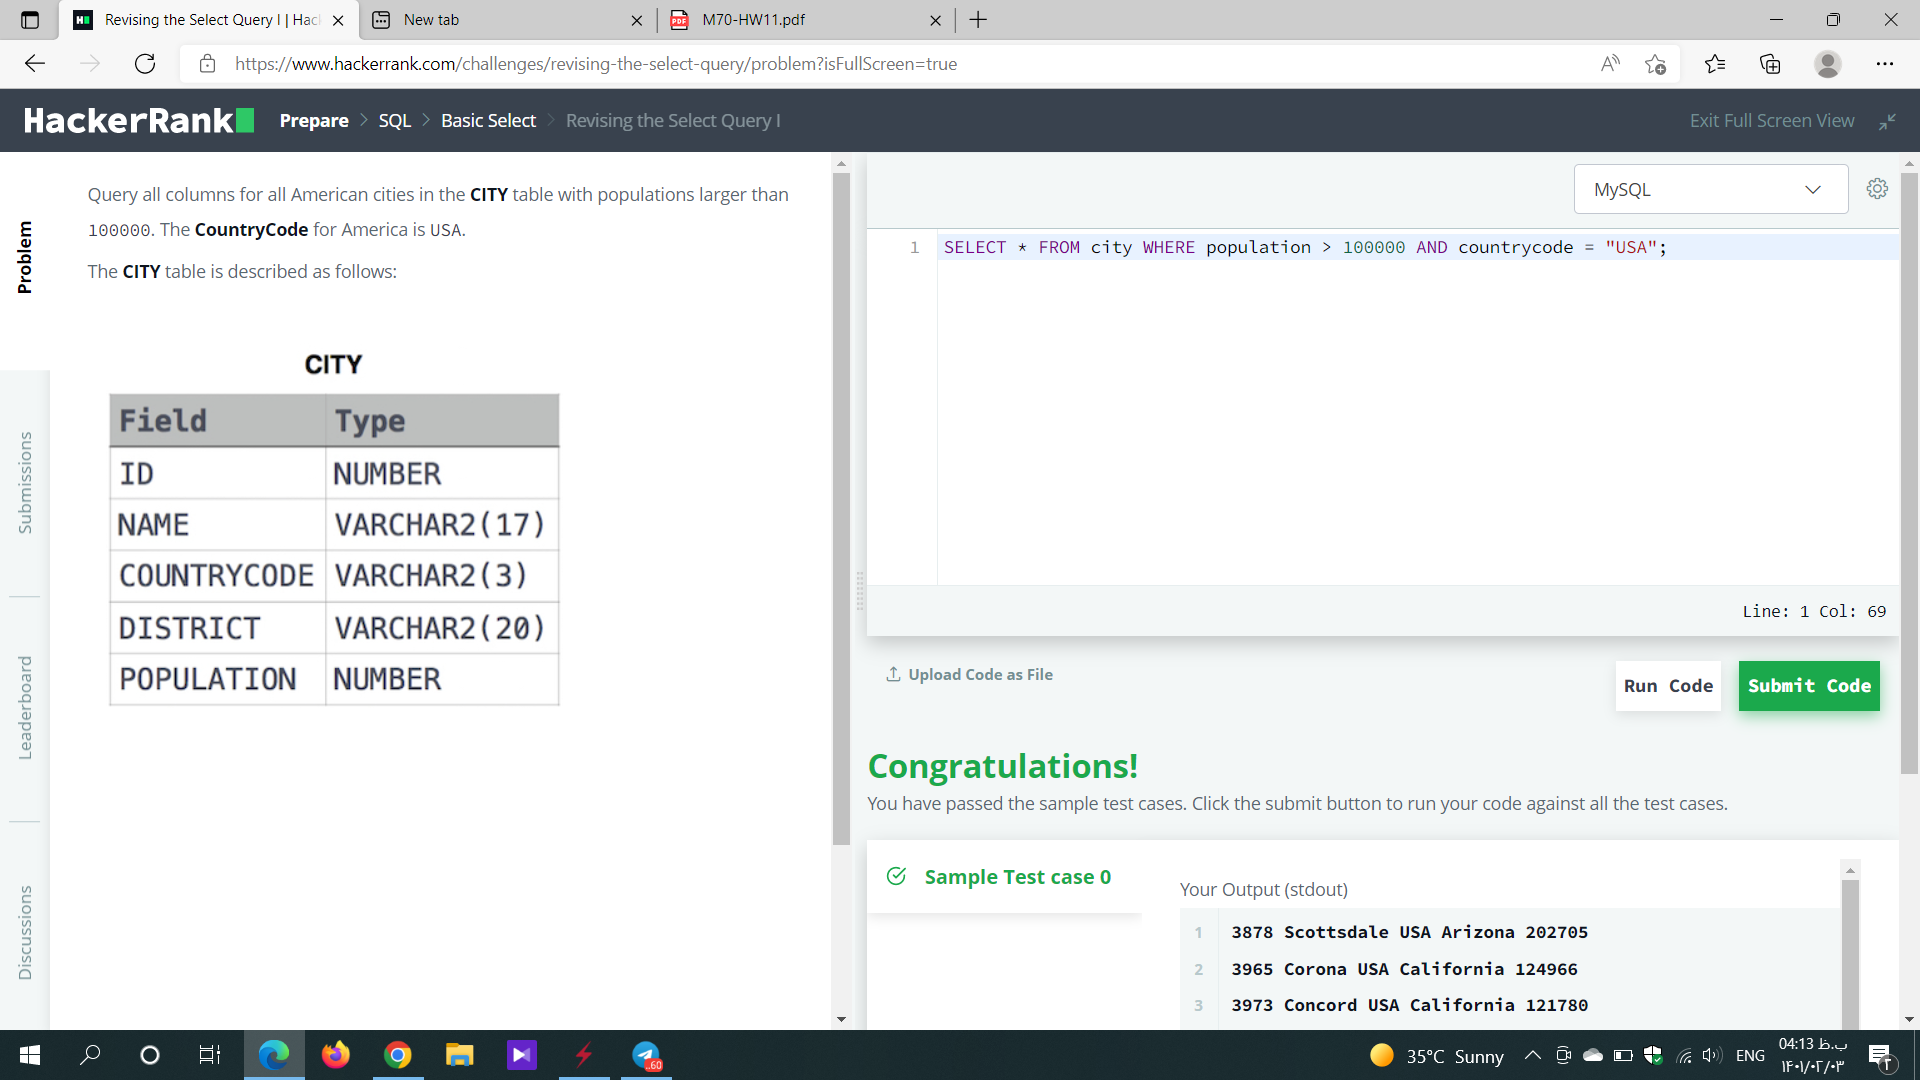 Revising the Select Query I | Hack
New tab
M70-HW11.pdf
https://www.hackerrank.com/challenges/revising-the-select-query/problem?isFullScreen=true
HackerRank
Prepare > SQL > Basic Select > Revising the Select Query I
Exit Full Screen View
Problem
Submissions
Leaderboard
Discussions
Query all columns for all American cities in the CITY table with populations larger than
100000. The CountryCode for America is USA.
The CITY table is described as follows:
CITY
Field Type
ID NUMBER
NAME VARCHAR2(17)
COUNTRYCODE VARCHAR2(3)
DISTRICT VARCHAR2(20)
POPULATION NUMBER
MySQL
1 SELECT * FROM city WHERE population > 100000 AND countrycode = "USA";
Line: 1 Col: 69
Upload Code as File
Run Code
Submit Code
Congratulations!
You have passed the sample test cases. Click the submit button to run your code against all the test cases.
Sample Test case 0
Your Output (stdout)
1 3878 Scottsdale USA Arizona 202705
2 3965 Corona USA California 124966
3 3973 Concord USA California 121780
..60
35°C Sunny
ENG
04:13 ب.ظ
۱۴۰۱/۰۲/۰۳
۲